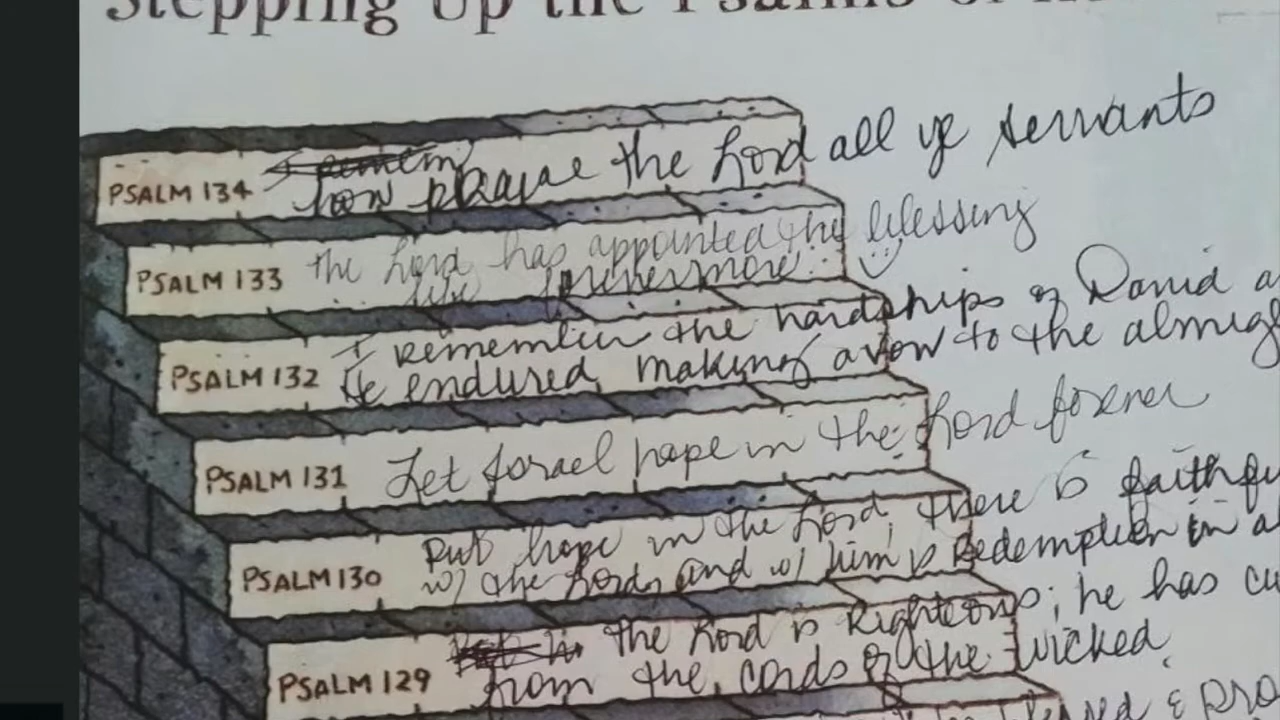 Stepping Up the Psalms of
PSALM 134
now praise the Lord all ye servants
PSALM 133 the Lord has appointed the blessing
life forevermore
PSALM 132 I remember the hardships of David
He endured, making a vow to the
PSALM 131 Let Israel hope in the Lord forever
PSALM 130 Put hope in the Lord, there is
w/ the Lord, and w/ him is Redemption in
PSALM 129 the Lord is Righteous; he has
from the cords of the wicked